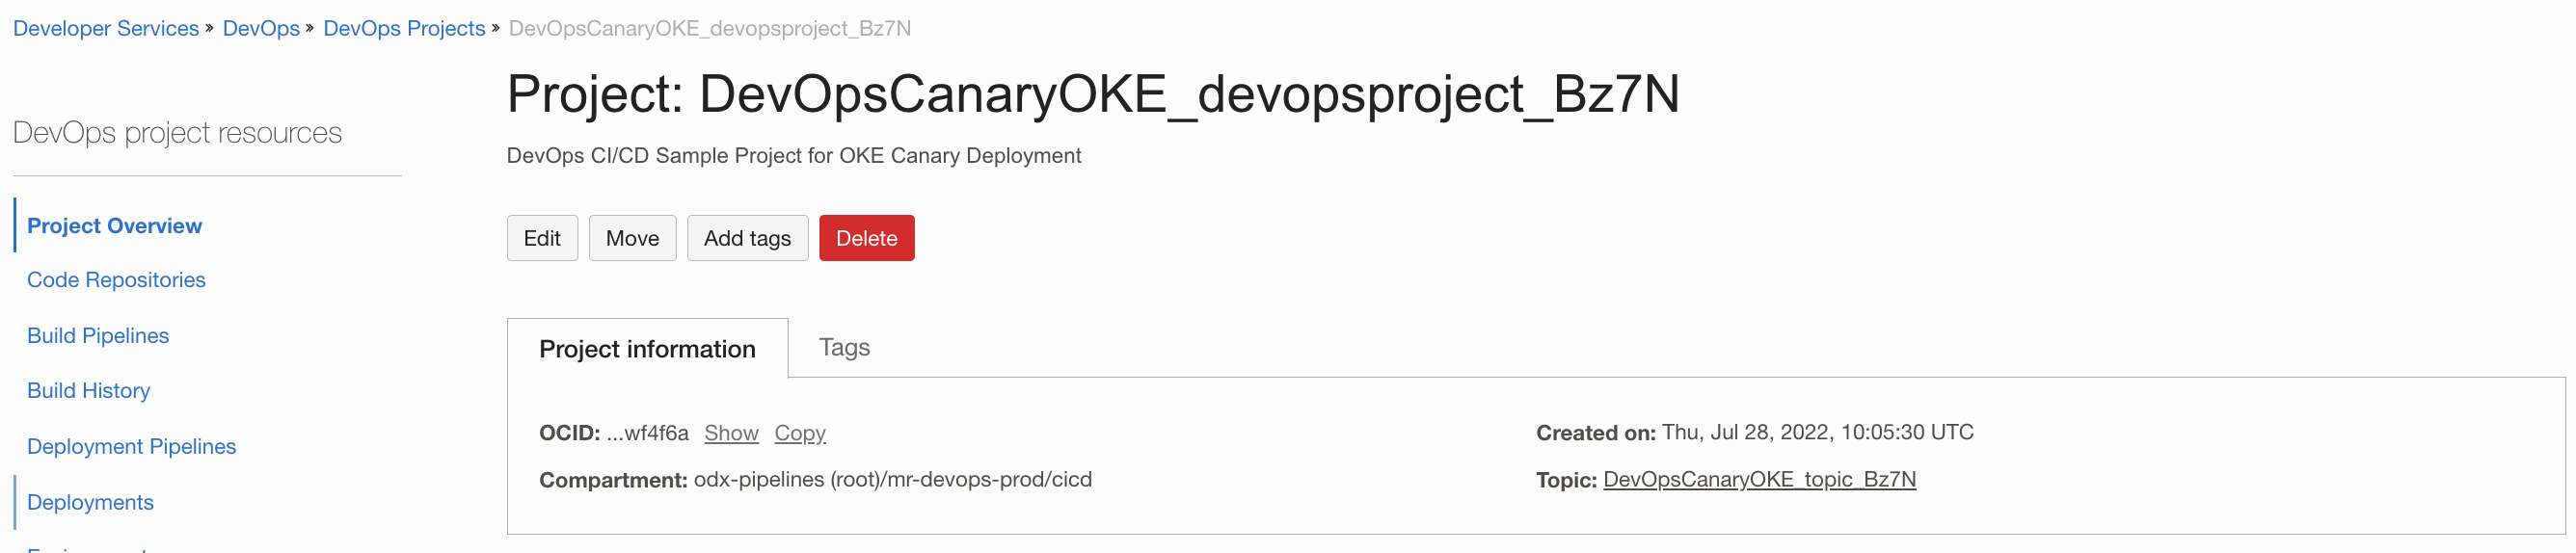 Developer Services » DevOps » DevOps Projects » DevOpsCanaryOKE_devopsproject_Bz7N
DevOps project resources
Project Overview
Code Repositories
Build Pipelines
Build History
Deployment Pipelines
Deployments
Project: DevOpsCanaryOKE_devopsproject_Bz7N
DevOps CI/CD Sample Project for OKE Canary Deployment
Edit Move Add tags Delete
Project information Tags
OCID: ...wf4f6a Show Copy
Compartment: odx-pipelines (root)/mr-devops-prod/cicd
Created on: Thu, Jul 28, 2022, 10:05:30 UTC
Topic: DevOpsCanaryOKE_topic_Bz7N